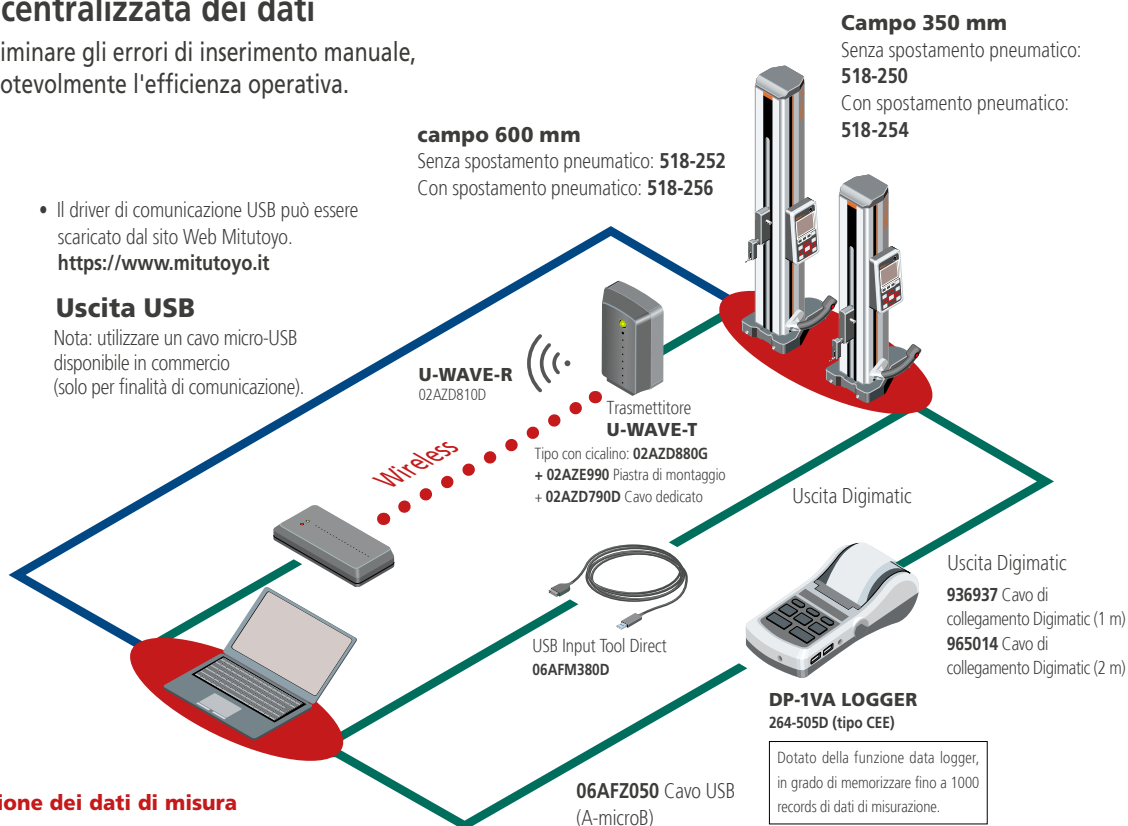 centralizzata dei dati
iminare gli errori di inserimento manuale,
otevolmente l'efficienza operativa.
Campo 350 mm
Senza spostamento pneumatico:
518-250
Con spostamento pneumatico:
518-254
campo 600 mm
Senza spostamento pneumatico: 518-252
Con spostamento pneumatico: 518-256
• Il driver di comunicazione USB può essere
scaricato dal sito Web Mitutoyo.
https://www.mitutoyo.it
Uscita USB
Nota: utilizzare un cavo micro-USB
disponibile in commercio
(solo per finalità di comunicazione).
U-WAVE-R
02AZD810D
Trasmettitore
U-WAVE-T
Tipo con cicalino: 02AZD880G
+ 02AZE990 Piastra di montaggio
+ 02AZD790D Cavo dedicato
Wireless
Uscita Digimatic
USB Input Tool Direct
06AFM380D
Uscita Digimatic
936937 Cavo di
collegamento Digimatic (1 m)
965014 Cavo di
collegamento Digimatic (2 m)
DP-1VA LOGGER
264-505D (tipo CEE)
Dotato della funzione data logger,
in grado di memorizzare fino a 1000
records di dati di misurazione.
06AFZ050 Cavo USB
(A-microB)
ione dei dati di misura